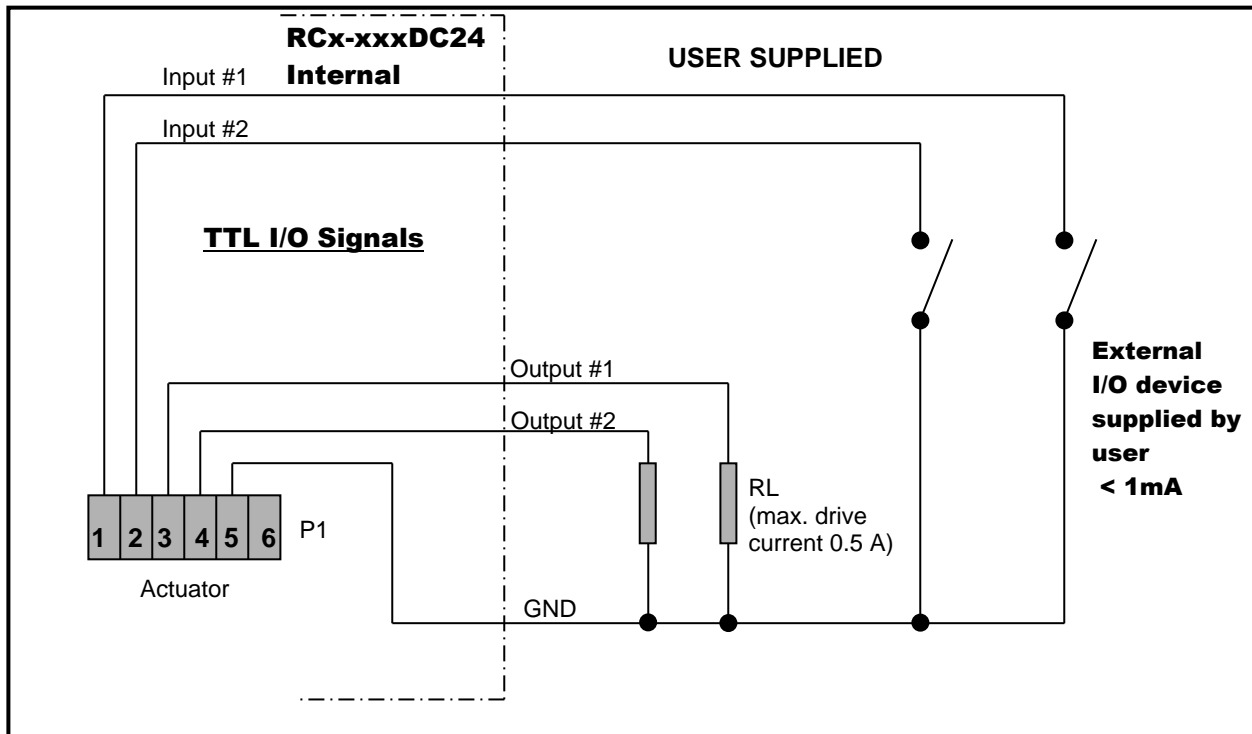 RCx-xxxDC24
Internal
USER SUPPLIED
Input #1
Input #2
TTL I/O Signals
Output #1
Output #2
External
I/O device
supplied by
user
< 1mA
RL
(max. drive
current 0.5 A)
1 2 3 4 5 6
P1
Actuator
GND